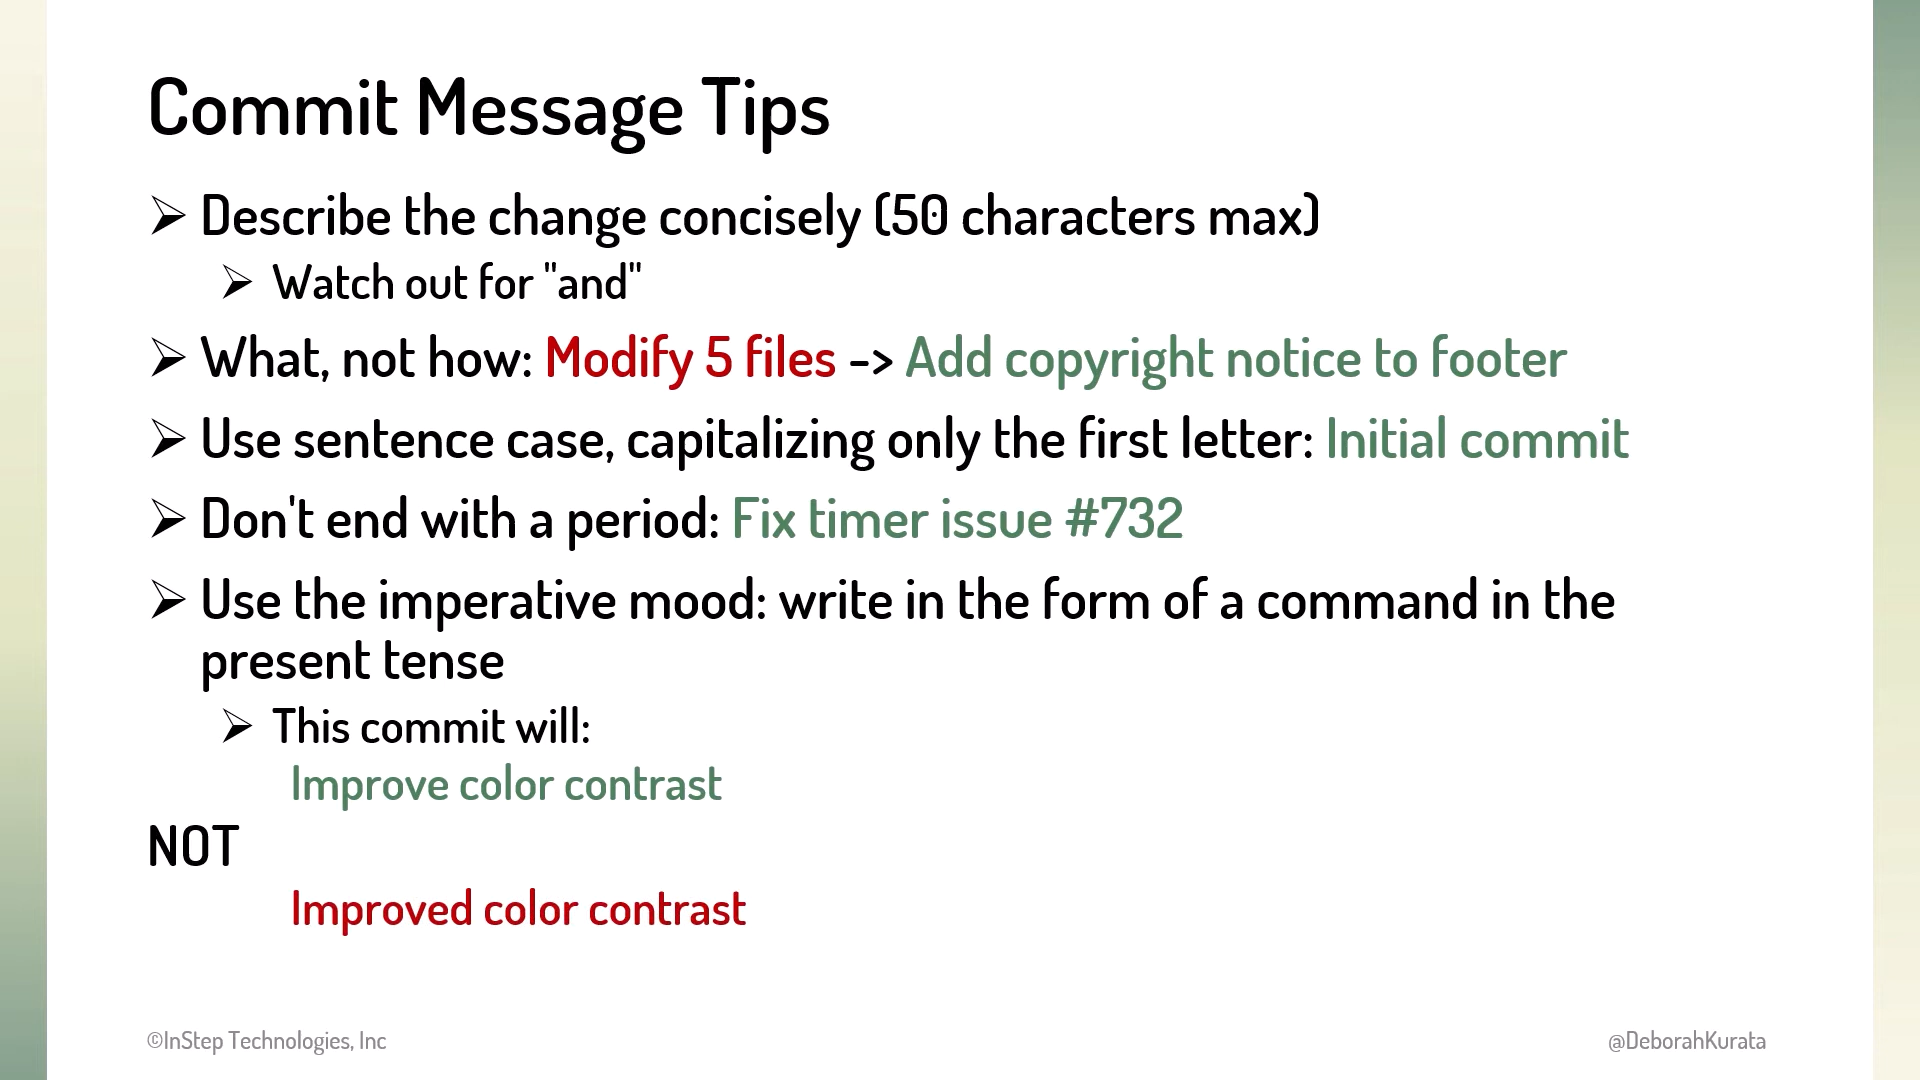 Commit Message Tips
Describe the change concisely (50 characters max)
Watch out for "and"
What, not how: Modify 5 files -> Add copyright notice to footer
Use sentence case, capitalizing only the first letter: Initial commit
Don't end with a period: Fix timer issue #732
Use the imperative mood: write in the form of a command in the
present tense
This commit will:
Improve color contrast
NOT
Improved color contrast
©InStep Technologies, Inc
@DeborahKurata